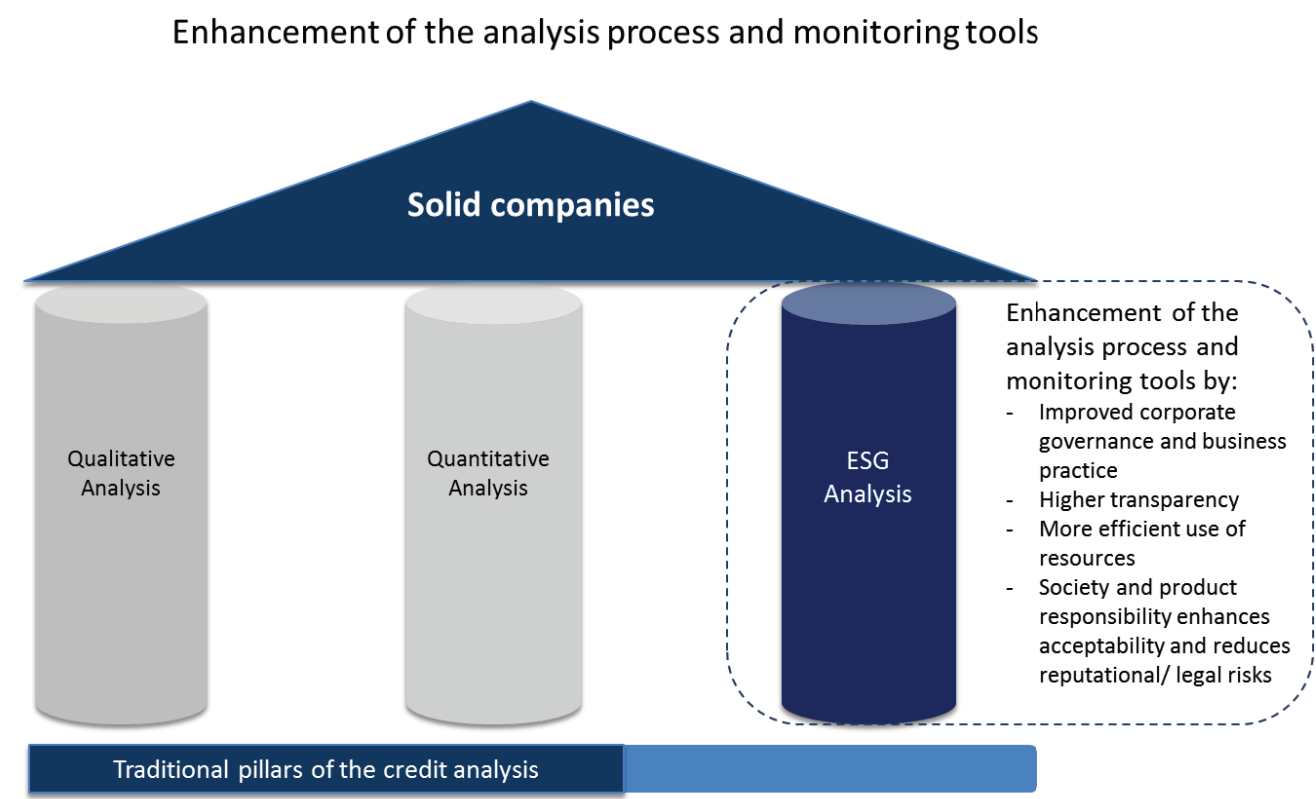 Enhancement of the analysis process and monitoring tools
Solid companies
Qualitative
Analysis
Quantitative
Analysis
ESG
Analysis
Enhancement of the
analysis process and
monitoring tools by:
- Improved corporate
governance and business
practice
- Higher transparency
- More efficient use of
resources
- Society and product
responsibility enhances
acceptability and reduces
reputational/ legal risks
Traditional pillars of the credit analysis